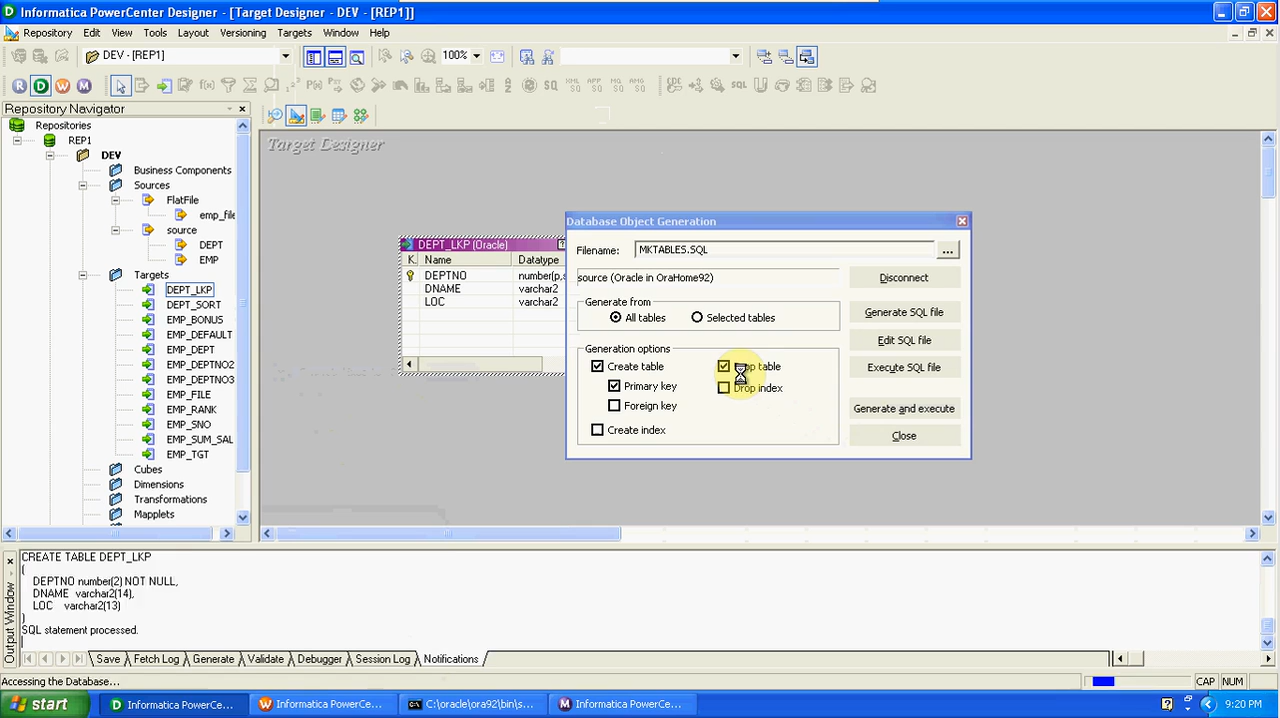 Informatica PowerCenter Designer - [Target Designer - DEV - [REP1]]
Repository Edit View Tools Layout Versioning Targets Window Help
DEV - [REP1] 100%
Repository Navigator
Repositories
REP1
DEV
Business Components
Sources
FlatFile
emp_file
source
DEPT
EMP
Targets
DEPT_LKP
DEPT_SORT
EMP_BONUS
EMP_DEFAULT
EMP_DEPT
EMP_DEPTNO2
EMP_DEPTNO3
EMP_FILE
EMP_RANK
EMP_SNO
EMP_SUM_SAL
EMP_TGT
Cubes
Dimensions
Transformations
Mapplets
Target Designer
DEPT_LKP (Oracle)
K. Name Datatype
DEPTNO number(p,s
DNAME varchar2
LOC varchar2
Database Object Generation
Filename: MKTABLES.SQL ...
source (Oracle in OraHome92) Disconnect
Generate from
All tables Selected tables
Generate SQL file
Generation options
Edit SQL file
Create table Drop table
Execute SQL file
Primary key Drop index
Foreign key
Generate and execute
Create index
Close
CREATE TABLE DEPT_LKP
(
DEPTNO number(2) NOT NULL,
DNAME varchar2(14),
LOC varchar2(13)
)
SQL statement processed.
Output Window
Save Fetch Log Generate Validate Debugger Session Log Notifications
Accessing the Database... CAP NUM
start Informatica PowerCe... Informatica PowerCe... C:\oracle\ora92\bin\s... Informatica PowerCe... 9:20 PM